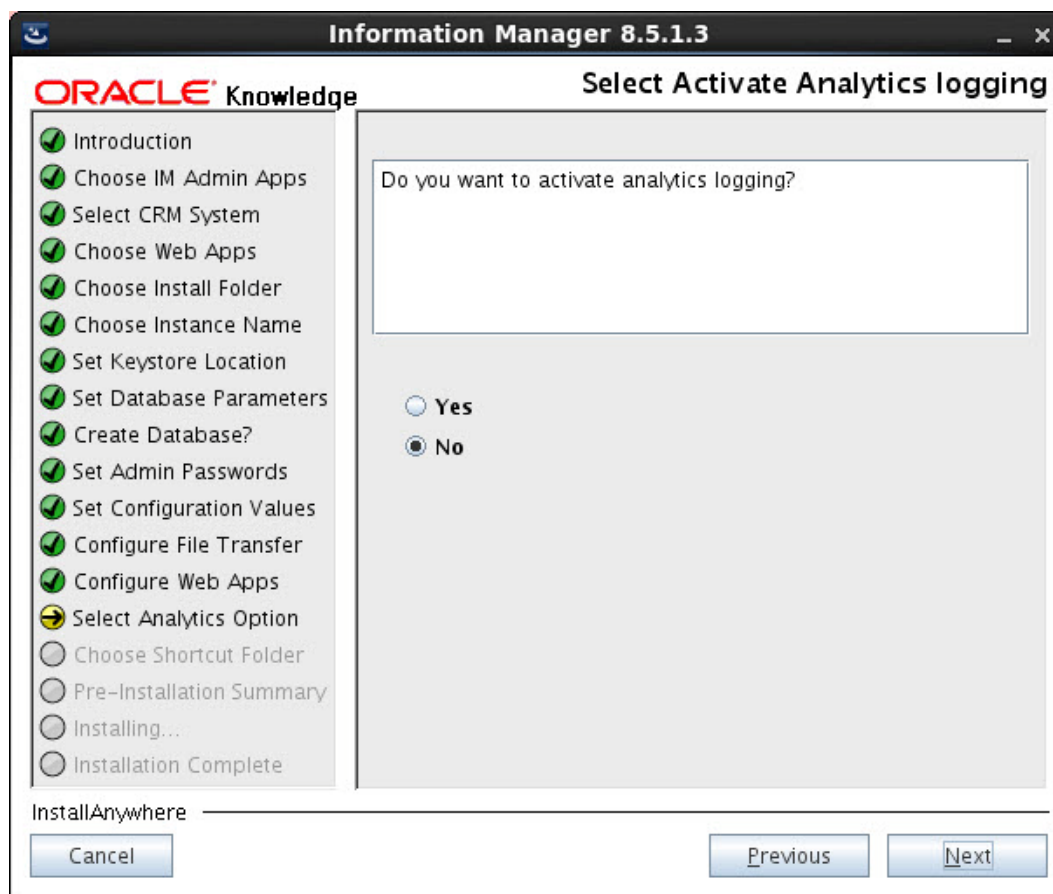 Information Manager 8.5.1.3
ORACLE Knowledge
Select Activate Analytics logging
Introduction
Choose IM Admin Apps
Select CRM System
Choose Web Apps
Choose Install Folder
Choose Instance Name
Set Keystore Location
Set Database Parameters
Create Database?
Set Admin Passwords
Set Configuration Values
Configure File Transfer
Configure Web Apps
Select Analytics Option
Choose Shortcut Folder
Pre-Installation Summary
Installing...
Installation Complete
Do you want to activate analytics logging?
Yes
No
InstallAnywhere
Cancel
Previous
Next